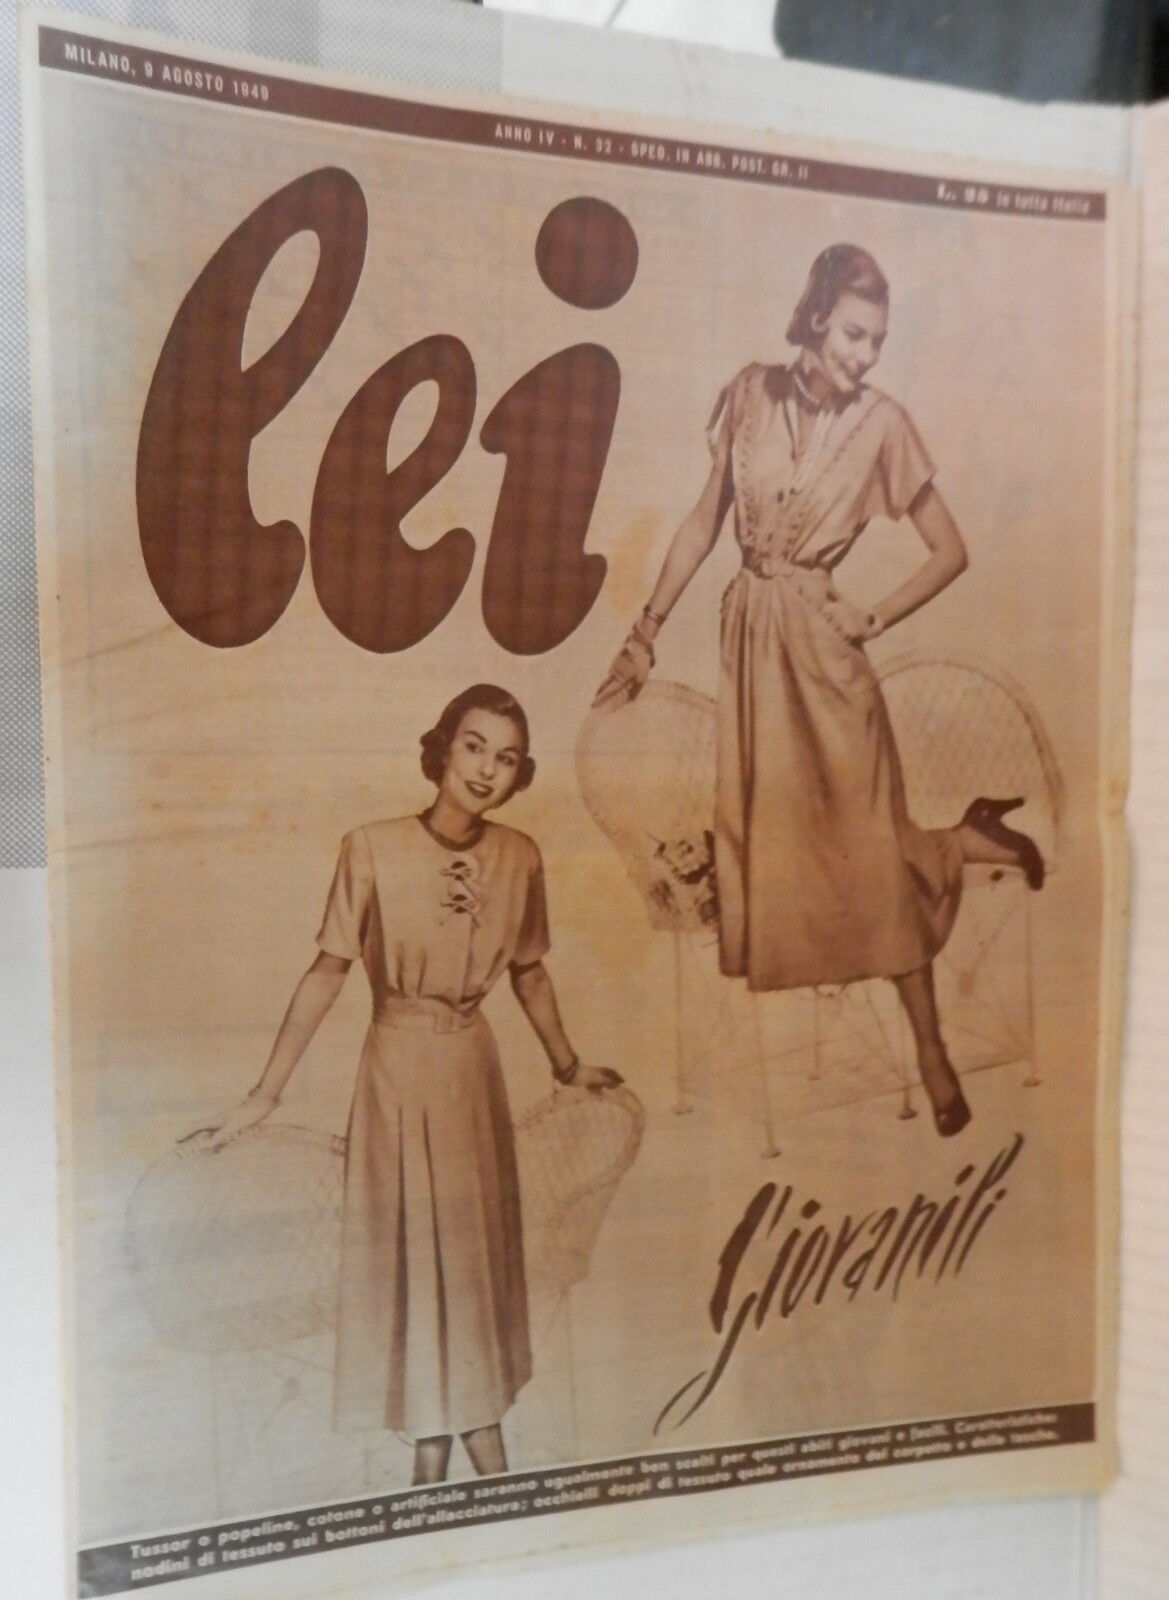 MILANO, 9 AGOSTO 1949
ANNO IV - N. 32 - SPED. IN ABB. POST. GR. II
L. 25 in tutta Italia
lei
Giovanili
Tussor o popeline, cotone o artificiale saranno ugualmente ben scelti per questi abiti giovani e facili. Caratteristiche:
nodini di tessuto sui bottoni dell'allacciatura; occhielli doppi di tessuto quale ornamento del corpetto e delle tasche.